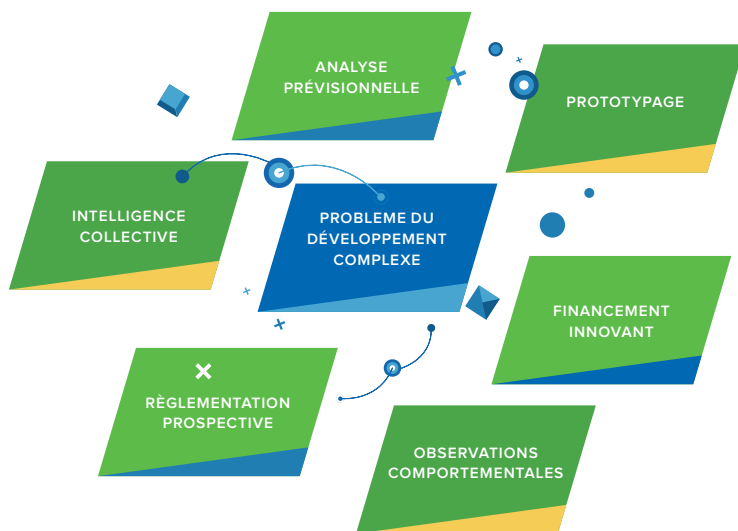 ANALYSE
PRÉVISIONNELLE
PROTOTYPAGE
INTELLIGENCE
COLLECTIVE
PROBLEME DU
DÉVELOPPEMENT
COMPLEXE
FINANCEMENT
INNOVANT
RÈGLEMENTATION
PROSPECTIVE
OBSERVATIONS
COMPORTEMENTALES